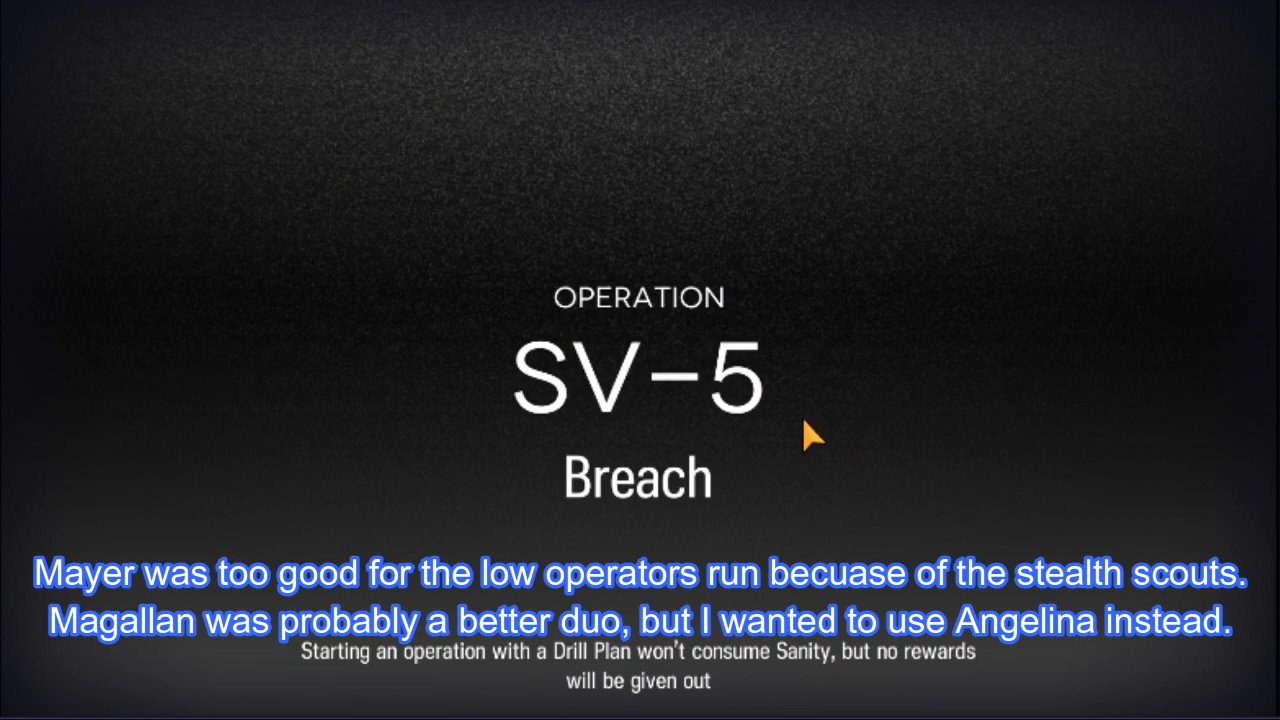 OPERATION
SV-5
Breach
Mayer was too good for the low operators run becuase of the stealth scouts.
Magallan was probably a better duo, but I wanted to use Angelina instead.
Starting an operation with a Drill Plan won't consume Sanity, but no rewards
will be given out